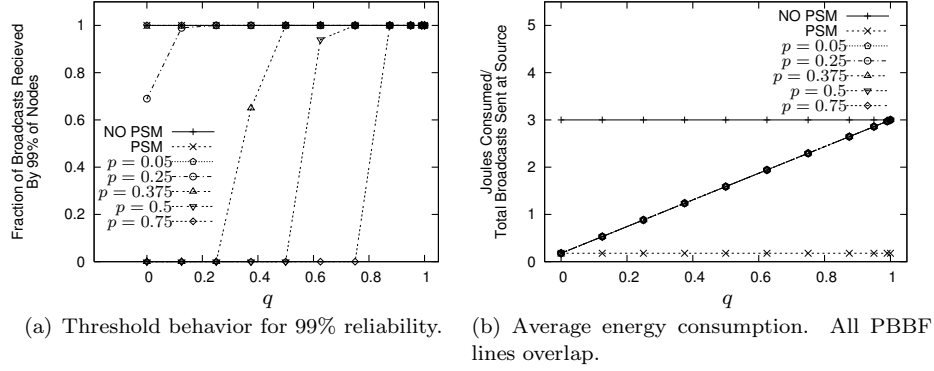 Fraction of Broadcasts Recieved
By 99% of Nodes
1
0.8
0.6
0.4
0.2
0
NO PSM
PSM
p = 0.05
p = 0.25
p = 0.375
p = 0.5
p = 0.75
0 0.2 0.4 0.6 0.8 1
q
(a) Threshold behavior for 99% reliability.
Joules Consumed/
Total Broadcasts Sent at Source
5
4
3
2
1
0
NO PSM
PSM
p = 0.05
p = 0.25
p = 0.375
p = 0.5
p = 0.75
0 0.2 0.4 0.6 0.8 1
q
(b) Average energy consumption. All PBBF
lines overlap.